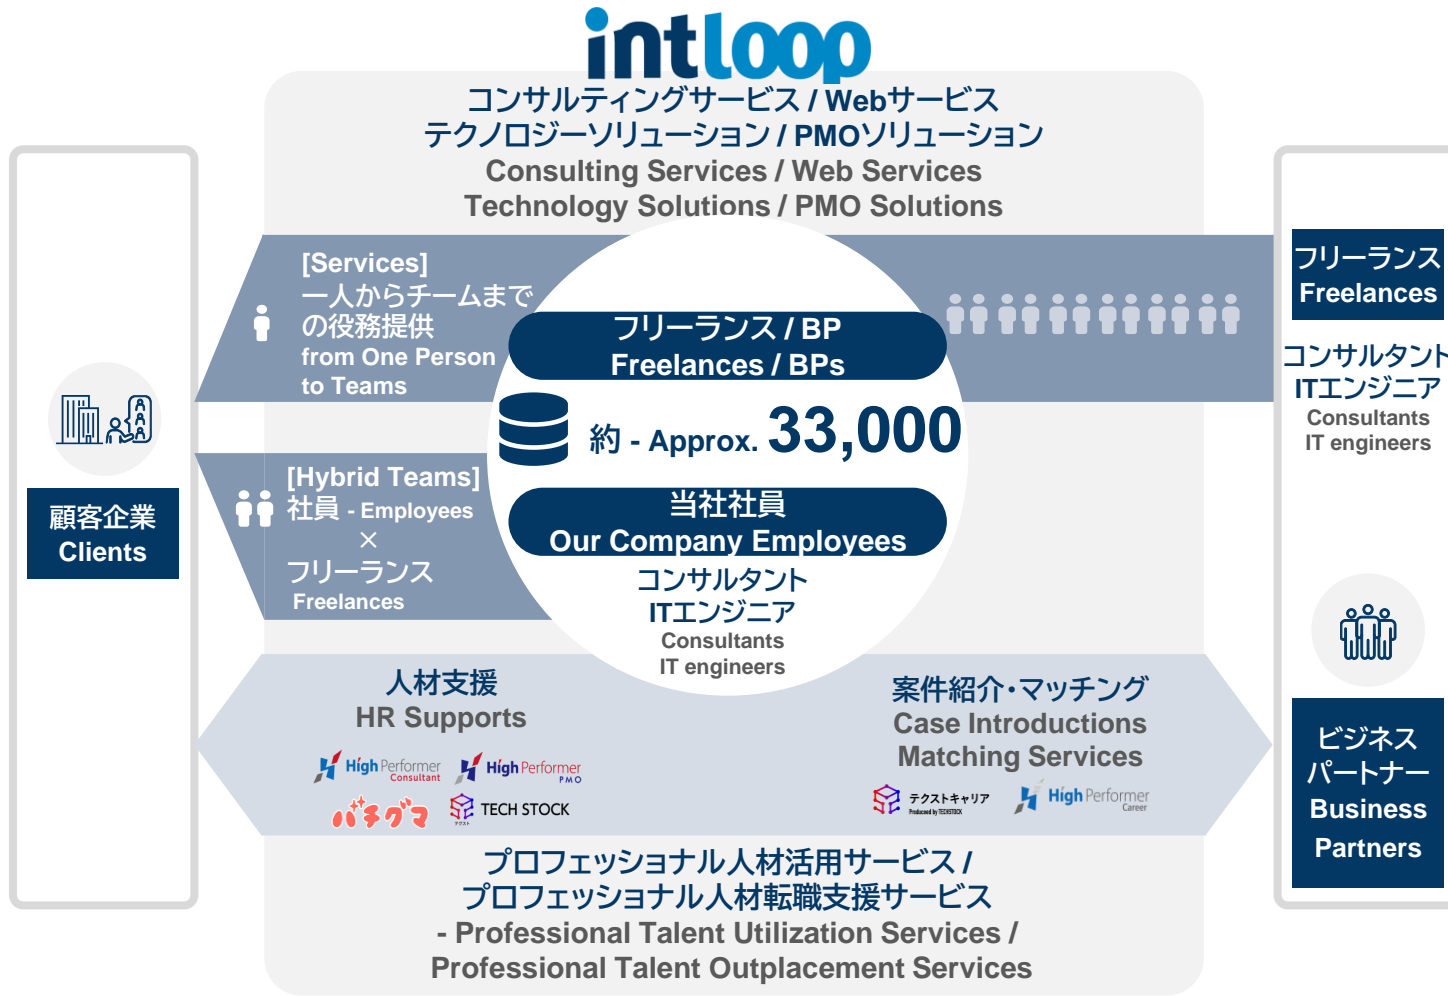 intloop
コンサルティングサービス / Webサービス
テクノロジーソリューション / PMOソリューション
Consulting Services / Web Services
Technology Solutions / PMO Solutions
[Services]
一人からチームまで
の役務提供
from One Person
to Teams
フリーランス / BP
Freelances / BPs
約 - Approx. 33,000
当社社員
Our Company Employees
コンサルタント
ITエンジニア
Consultants
IT engineers
[Hybrid Teams]
社員 - Employees
×
フリーランス
Freelances
顧客企業
Clients
フリーランス
Freelances
コンサルタント
ITエンジニア
Consultants
IT engineers
ビジネス
パートナー
Business
Partners
人材支援
HR Supports
High Performer
Consultant
High Performer
PMO
バチグマ
TECH STOCK
テクスト
案件紹介・マッチング
Case Introductions
Matching Services
テクストキャリア
Produced by TECHSTOCK
High Performer
Career
プロフェッショナル人材活用サービス /
プロフェッショナル人材転職支援サービス
- Professional Talent Utilization Services /
Professional Talent Outplacement Services